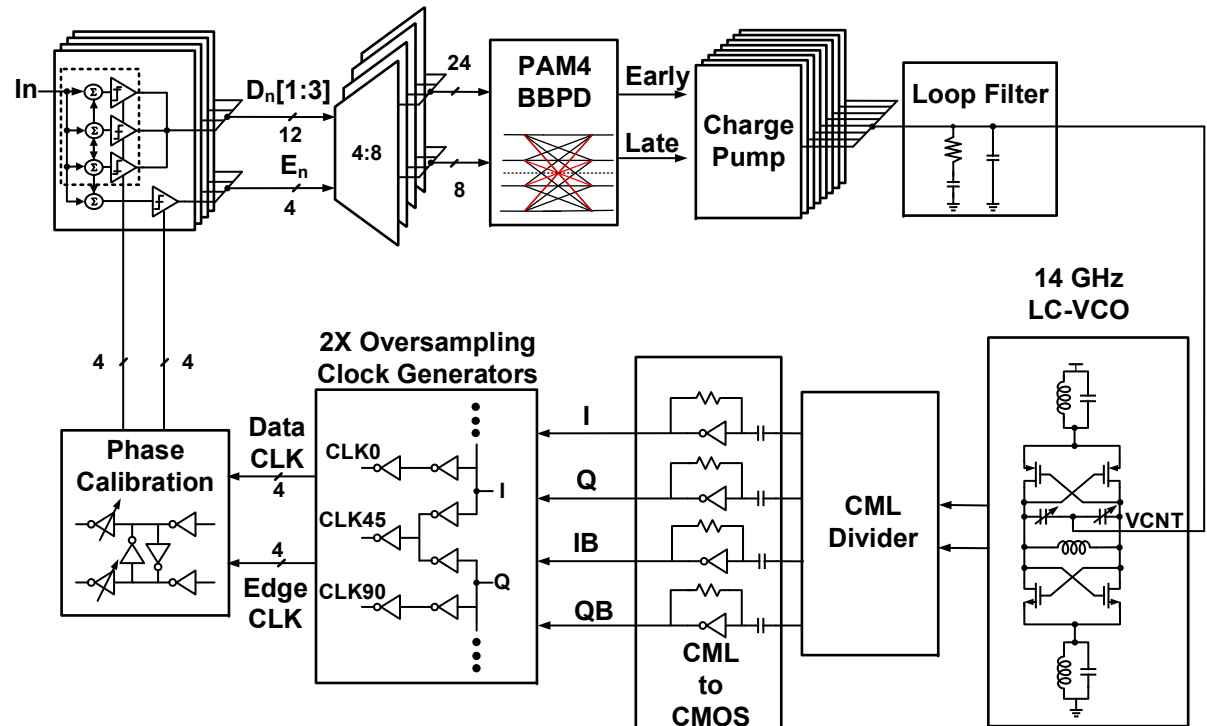 In
Σ
Σ
Σ
Σ
Dn[1:3]
12
En
4
4:8
24
8
PAM4
BBPD
Early
Late
Charge
Pump
Loop Filter
14 GHz
LC-VCO
VCNT
4
4
Phase
Calibration
Data
CLK
4
4
Edge
CLK
2X Oversampling
Clock Generators
CLK0
CLK45
CLK90
I
Q
I
Q
IB
QB
CML
to
CMOS
CML
Divider